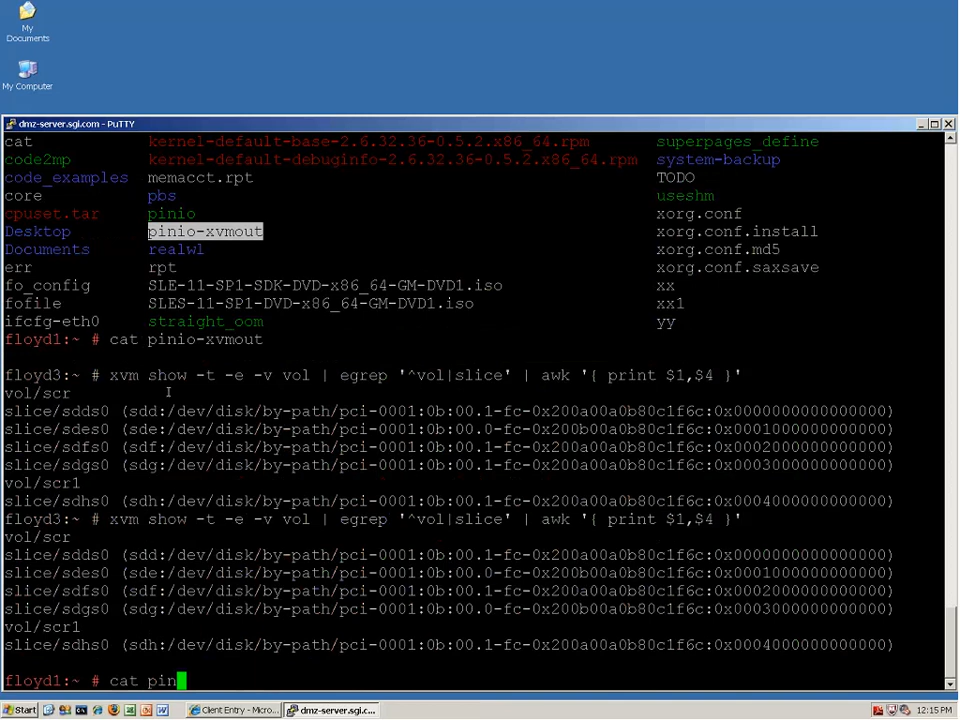 My
Documents
My Computer
dmz-server.sgi.com - PuTTY
cat kernel-default-base-2.6.32.36-0.5.2.x86_64.rpm superpages_define
code2mp kernel-default-debuginfo-2.6.32.36-0.5.2.x86_64.rpm system-backup
code_examples memacct.rpt TODO
core pbs useshm
cpuset.tar pinio xorg.conf
Desktop pinio-xvmout xorg.conf.install
Documents realwl xorg.conf.md5
err rpt xorg.conf.saxsave
fo_config SLE-11-SP1-SDK-DVD-x86_64-GM-DVD1.iso xx
fofile SLES-11-SP1-DVD-x86_64-GM-DVD1.iso xx1
ifcfg-eth0 straight_oom yy
floyd1:~ # cat pinio-xvmout
floyd3:~ # xvm show -t -e -v vol | egrep '^vol|slice' | awk '{ print $1,$4 }'
vol/scr
slice/sdds0 (sdd:/dev/disk/by-path/pci-0001:0b:00.1-fc-0x200a00a0b80c1f6c:0x0000000000000000)
slice/sdes0 (sde:/dev/disk/by-path/pci-0001:0b:00.1-fc-0x200b00a0b80c1f6c:0x0001000000000000)
slice/sdfs0 (sdf:/dev/disk/by-path/pci-0001:0b:00.1-fc-0x200a00a0b80c1f6c:0x0002000000000000)
slice/sdgs0 (sdg:/dev/disk/by-path/pci-0001:0b:00.1-fc-0x200b00a0b80c1f6c:0x0003000000000000)
vol/scr1
slice/sdhs0 (sdh:/dev/disk/by-path/pci-0001:0b:00.1-fc-0x200a00a0b80c1f6c:0x0004000000000000)
floyd3:~ # xvm show -t -e -v vol | egrep '^vol|slice' | awk '{ print $1,$4 }'
vol/scr
slice/sdds0 (sdd:/dev/disk/by-path/pci-0001:0b:00.1-fc-0x200a00a0b80c1f6c:0x0000000000000000)
slice/sdes0 (sde:/dev/disk/by-path/pci-0001:0b:00.0-fc-0x200b00a0b80c1f6c:0x0001000000000000)
slice/sdfs0 (sdf:/dev/disk/by-path/pci-0001:0b:00.1-fc-0x200a00a0b80c1f6c:0x0002000000000000)
slice/sdgs0 (sdg:/dev/disk/by-path/pci-0001:0b:00.0-fc-0x200b00a0b80c1f6c:0x0003000000000000)
vol/scr1
slice/sdhs0 (sdh:/dev/disk/by-path/pci-0001:0b:00.1-fc-0x200a00a0b80c1f6c:0x0004000000000000)
floyd1:~ # cat pin
Start Client Entry - Micro... dmz-server.sgi.c... 12:15 PM